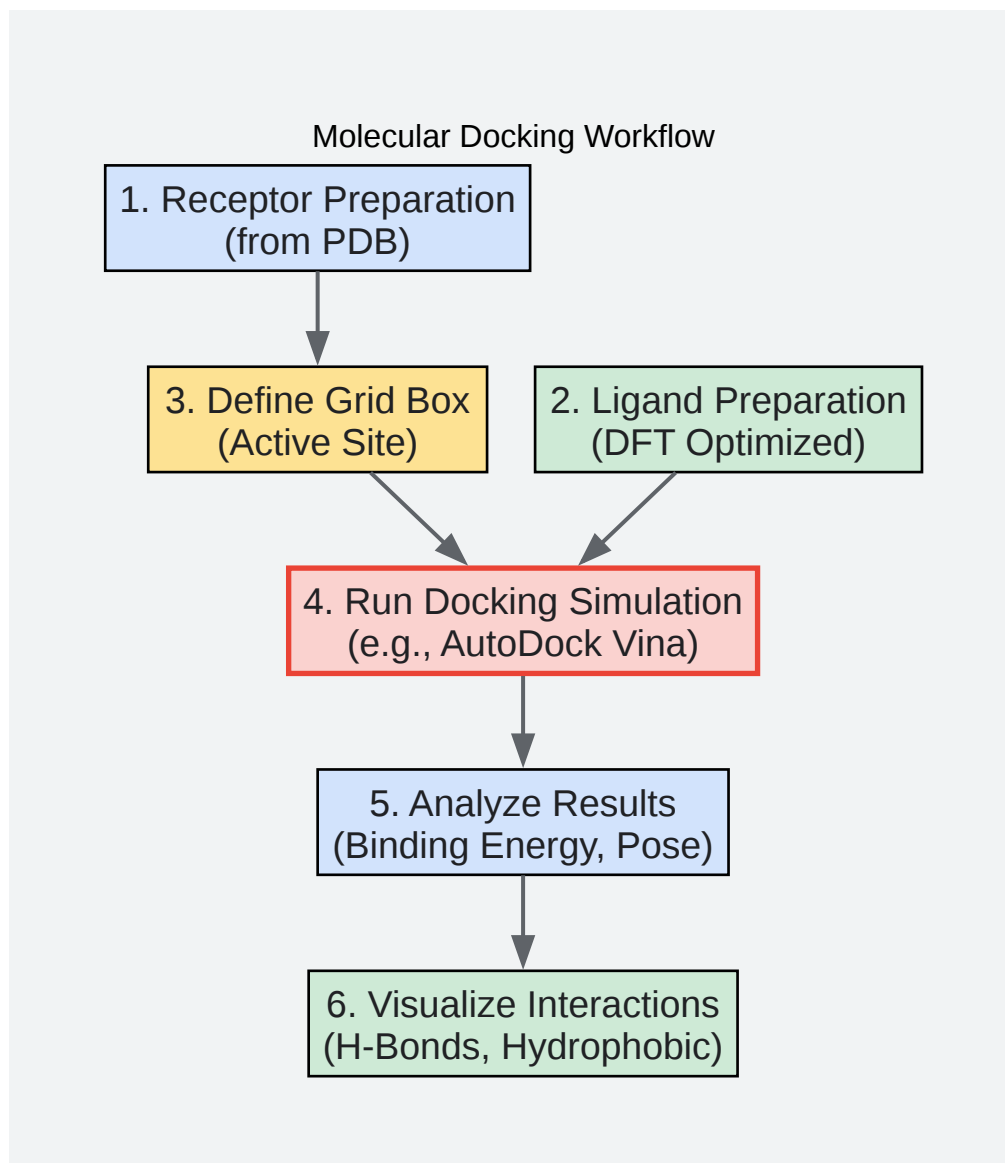 Molecular Docking Workflow
1. Receptor Preparation
(from PDB)
3. Define Grid Box
(Active Site)
2. Ligand Preparation
(DFT Optimized)
4. Run Docking Simulation
(e.g., AutoDock Vina)
5. Analyze Results
(Binding Energy, Pose)
6. Visualize Interactions
(H-Bonds, Hydrophobic)